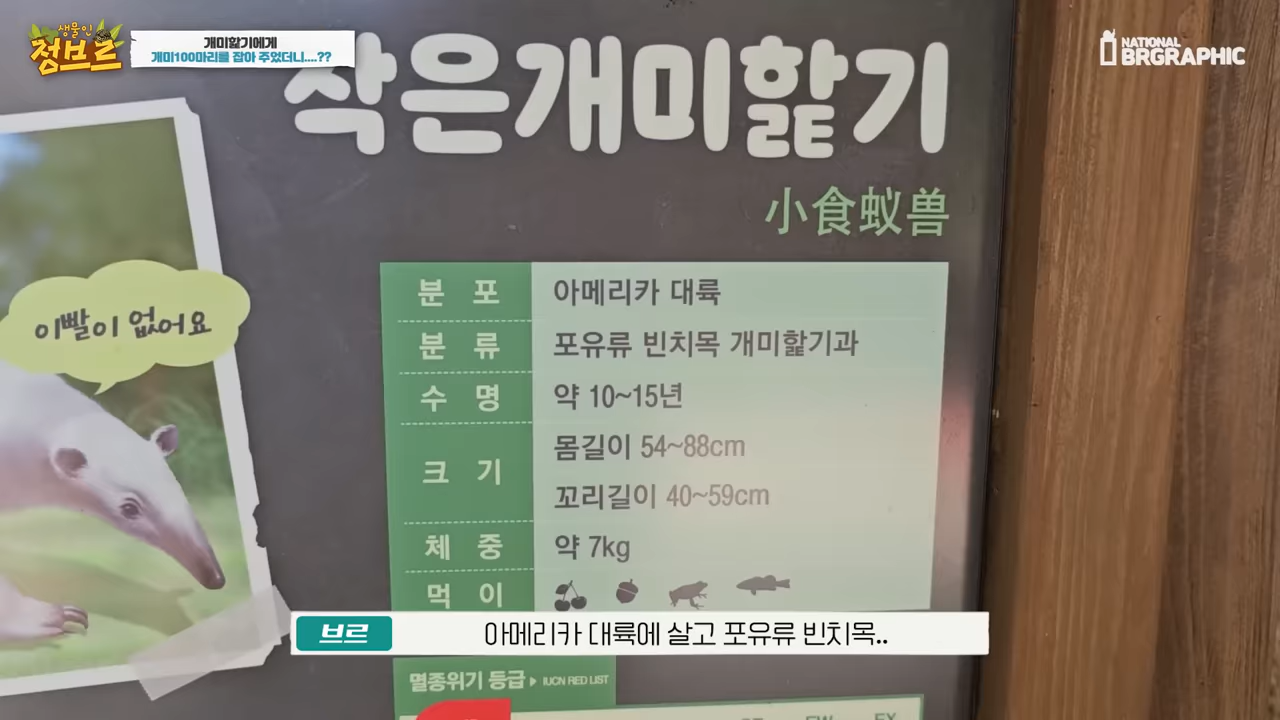 생물인
정브르
개미핥기에게
개미100마리를 잡아 주었더니....??
NATIONAL
BRGRAPHIC
작은개미핥기
小食蚁兽
이빨이 없어요
분 포 아메리카 대륙
분 류 포유류 빈치목 개미핥기과
수 명 약 10~15년
크 기 몸길이 54~88cm
꼬리길이 40~59cm
체 중 약 7kg
먹 이
브르 아메리카 대륙에 살고 포유류 빈치목..
멸종위기 등급 IUCN RED LIST
EW EX